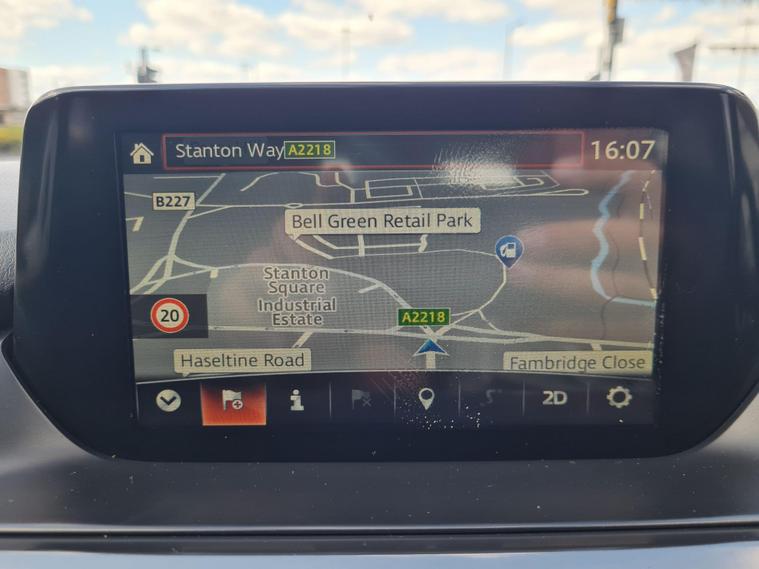 Stanton Way A2218
16:07
B227
Bell Green Retail Park
Stanton
Square
Industrial
Estate
20
A2218
Haseltine Road
Fambridge Close
2D